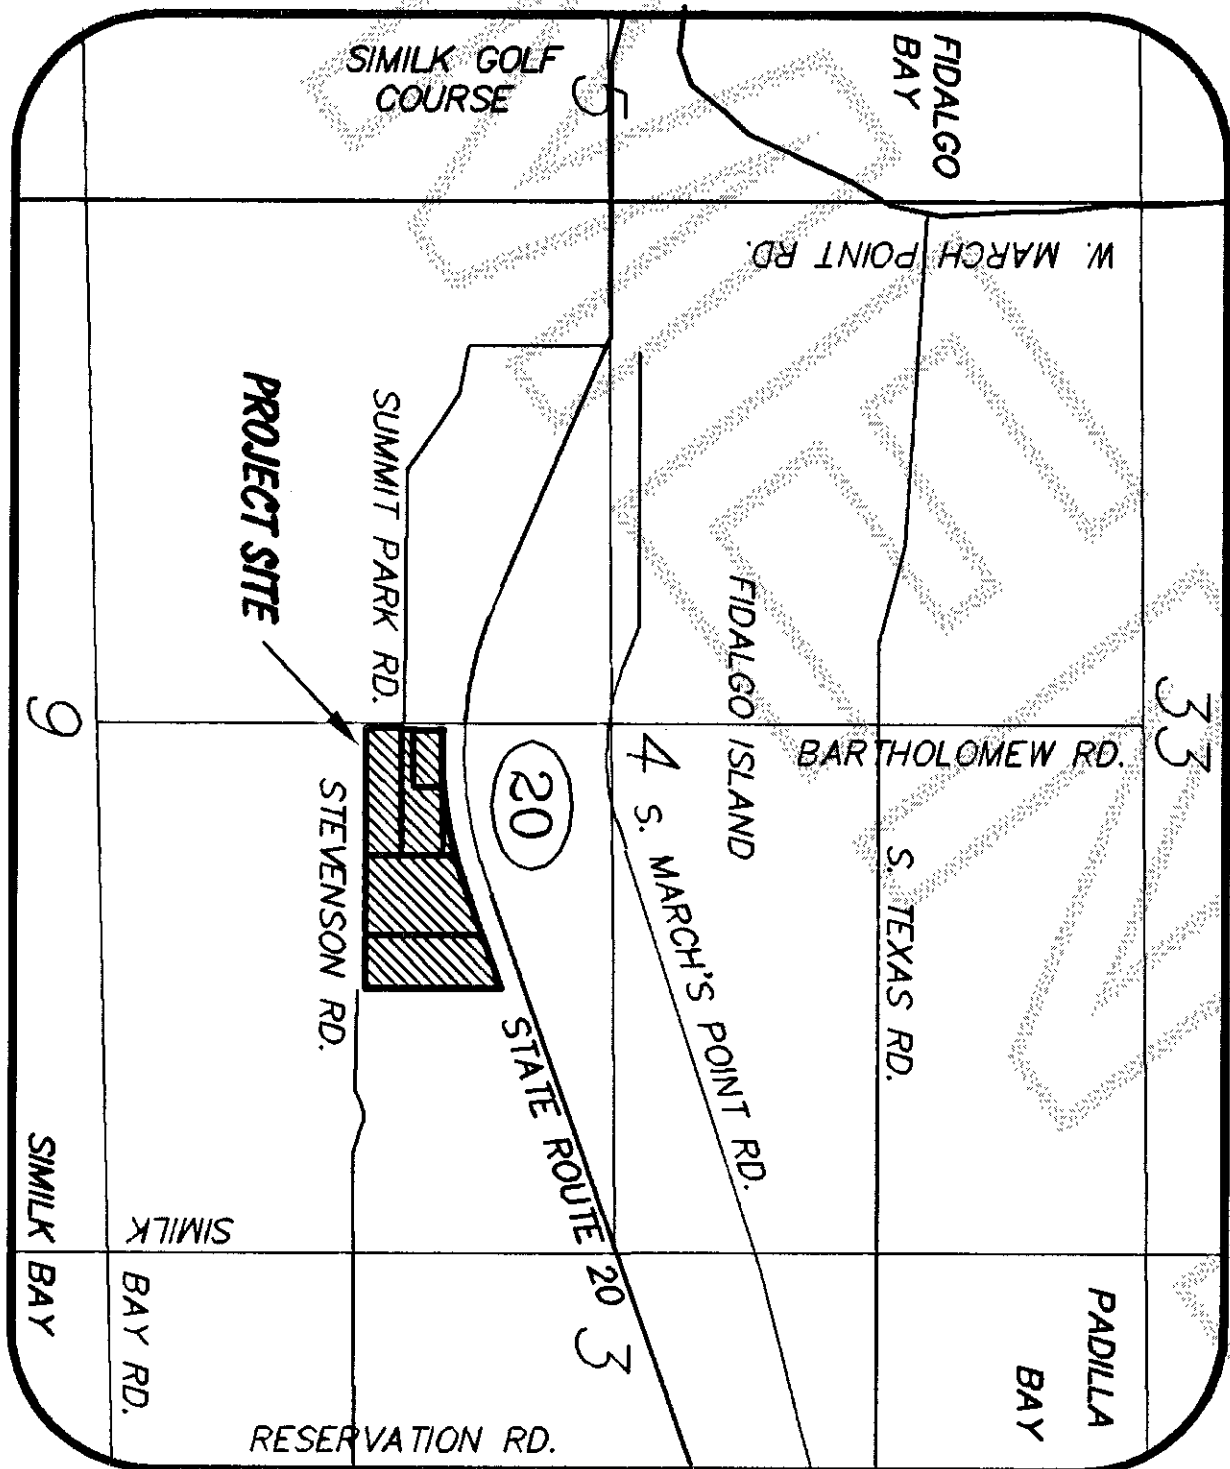 SIMILK GOLF
COURSE
5
FIDALGO
BAY
W. MARCH POINT RD.
33
BARTHOLOMEW RD.
FIDALGO ISLAND
S. TEXAS RD.
PADILLA
BAY
4
S. MARCH'S POINT RD.
20
STATE ROUTE 20
3
SUMMIT PARK RD.
PROJECT SITE
STEVENSON RD.
9
SIMILK
BAY RD.
SIMILK BAY
RESERVATION RD.